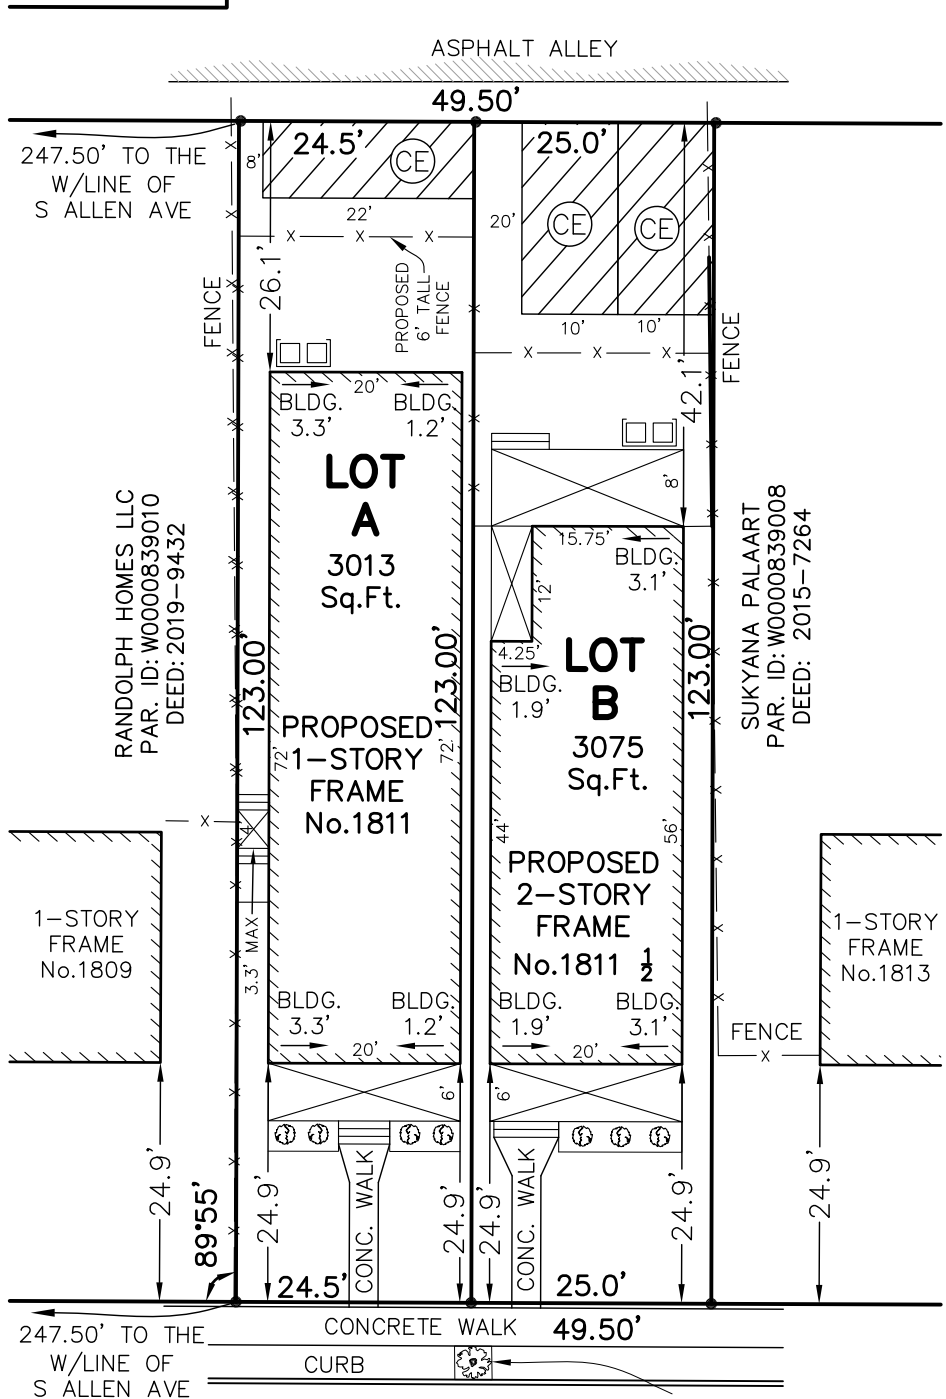 ASPHALT ALLEY
49.50'
247.50' TO THE
W/LINE OF
S ALLEN AVE
8'
24.5'
CE
25.0'
CE
CE
22'
20'
X
X
X
26.1'
PROPOSED
6' TALL
FENCE
FENCE
10'
10'
FENCE
X
X
X
42.1'
20'
BLDG.
3.3'
BLDG.
1.2'
LOT
A
3013
Sq.Ft.
8'
15.75'
BLDG.
3.1'
12'
4.25'
BLDG.
1.9'
LOT
B
3075
Sq.Ft.
RANDOLPH HOMES LLC
PAR. ID: W0000839010
DEED: 2019-9432
SUKYANA PALAART
PAR. ID: W0000839008
DEED: 2015-7264
123.00'
123.00'
123.00'
PROPOSED
1-STORY
FRAME
No.1811
72'
72'
X
4'
3.3' MAX
44'
56'
PROPOSED
2-STORY
FRAME
No.1811 ½
1-STORY
FRAME
No.1809
1-STORY
FRAME
No.1813
BLDG.
3.3'
BLDG.
1.2'
20'
BLDG.
1.9'
BLDG.
3.1'
20'
FENCE
X
6'
6'
24.9'
89°55'
24.9'
CONC. WALK
24.9'
24.9'
CONC. WALK
24.9'
24.9'
24.5'
25.0'
247.50' TO THE
W/LINE OF
S ALLEN AVE
CONCRETE WALK
49.50'
CURB